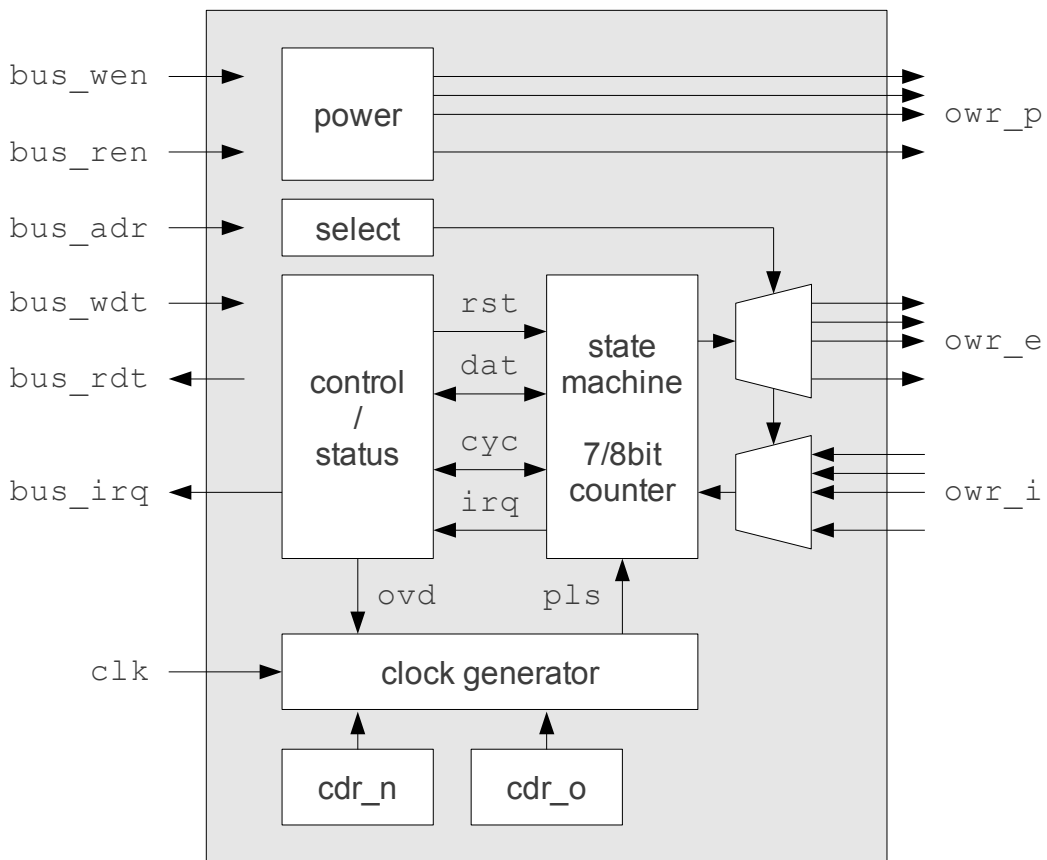 bus_wen
power
owr_p
bus_ren
bus_adr
select
bus_wdt
rst
state
machine
owr_e
bus_rdt
control
/
status
dat
cyc
7/8bit
counter
bus_irq
irq
owr_i
ovd
pls
clk
clock generator
cdr_n
cdr_o